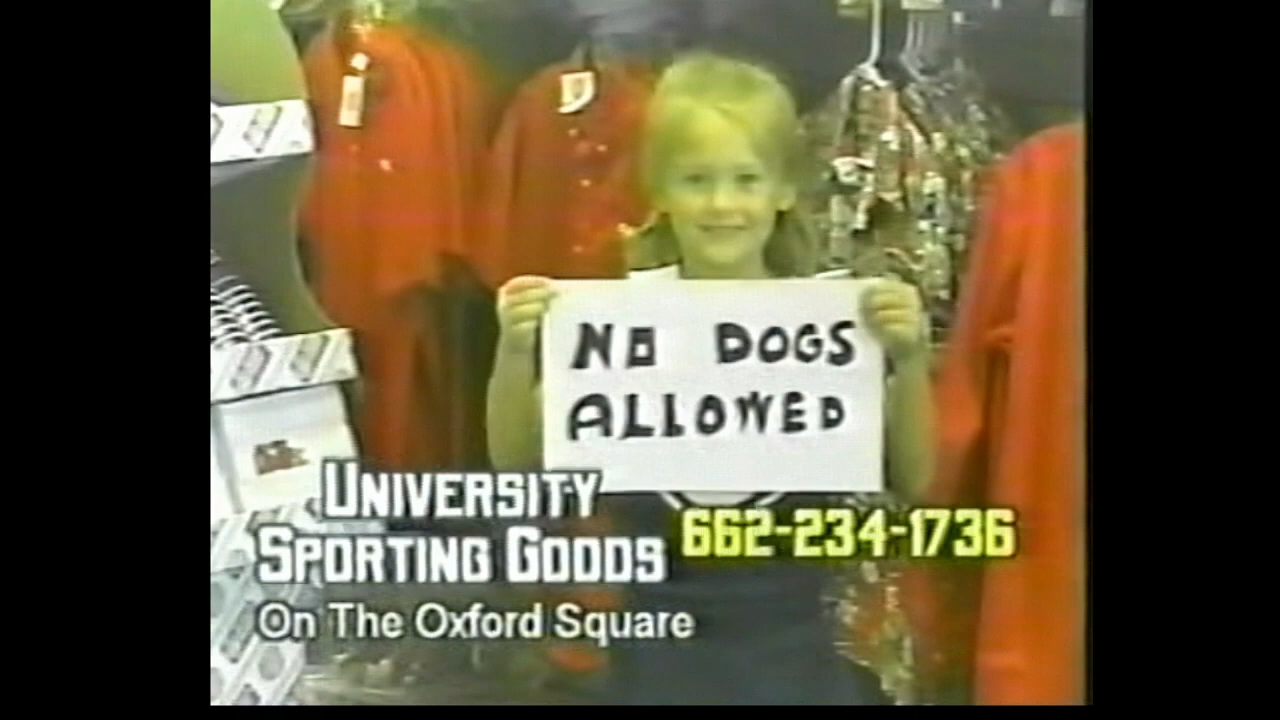 NO DOGS
ALLOWED
UNIVERSITY
SPORTING GOODS
662-234-1736
On The Oxford Square